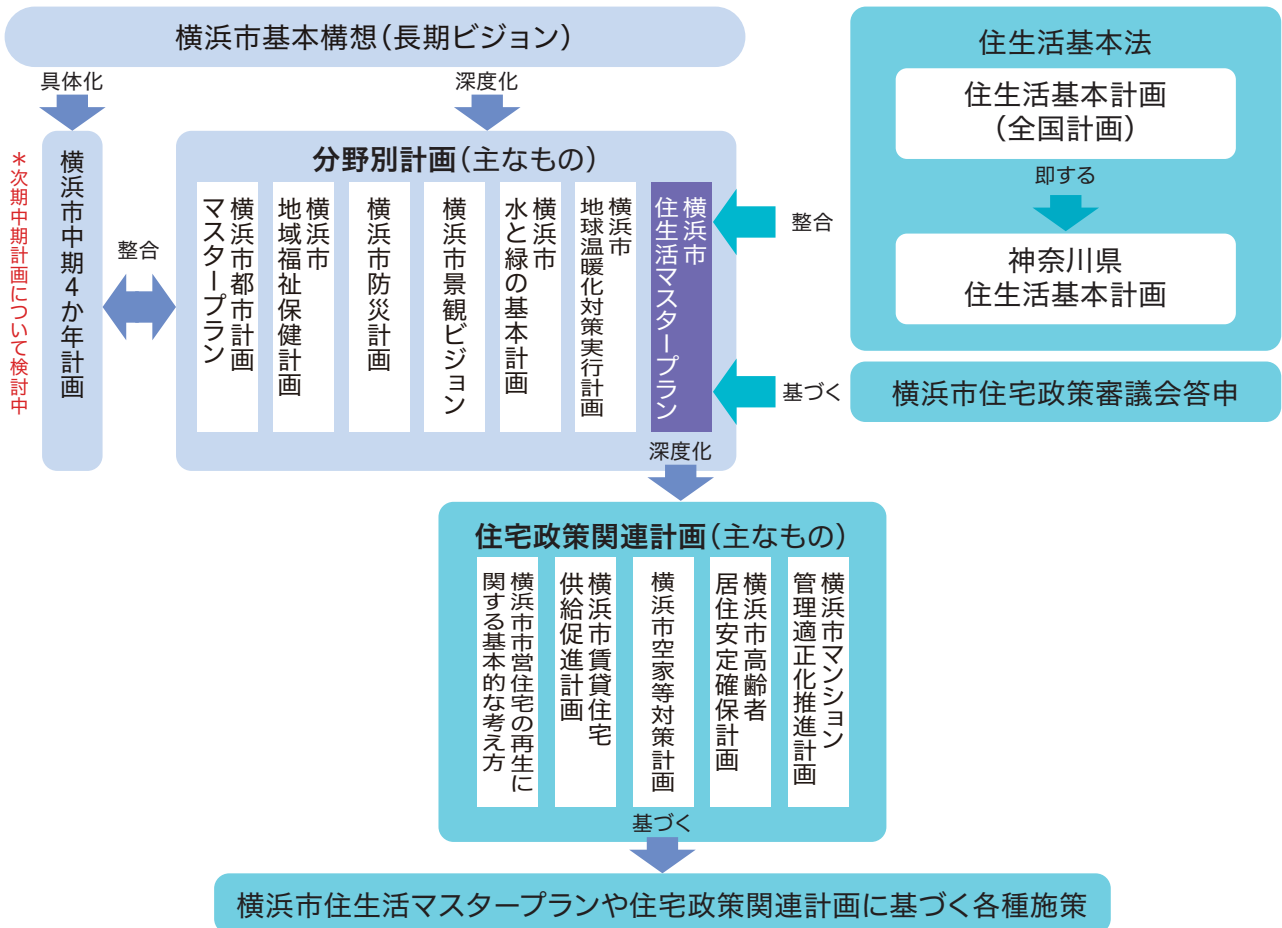 横浜市基本構想（長期ビジョン）
具体化
深度化
＊次期中期計画について検討中
横浜市中期４か年計画
整合
分野別計画（主なもの）
横浜市都市計画
マスタープラン
横浜市
地域福祉保健計画
横浜市防災計画
横浜市景観ビジョン
横浜市
水と緑の基本計画
横浜市
地球温暖化対策実行計画
横浜市
住生活マスタープラン
整合
基づく
住生活基本法
住生活基本計画
（全国計画）
即する
神奈川県
住生活基本計画
横浜市住宅政策審議会答申
深度化
住宅政策関連計画（主なもの）
横浜市市営住宅の再生に
関する基本的な考え方
横浜市賃貸住宅
供給促進計画
横浜市空家等対策計画
横浜市高齢者
居住安定確保計画
横浜市マンション
管理適正化推進計画
基づく
横浜市住生活マスタープランや住宅政策関連計画に基づく各種施策